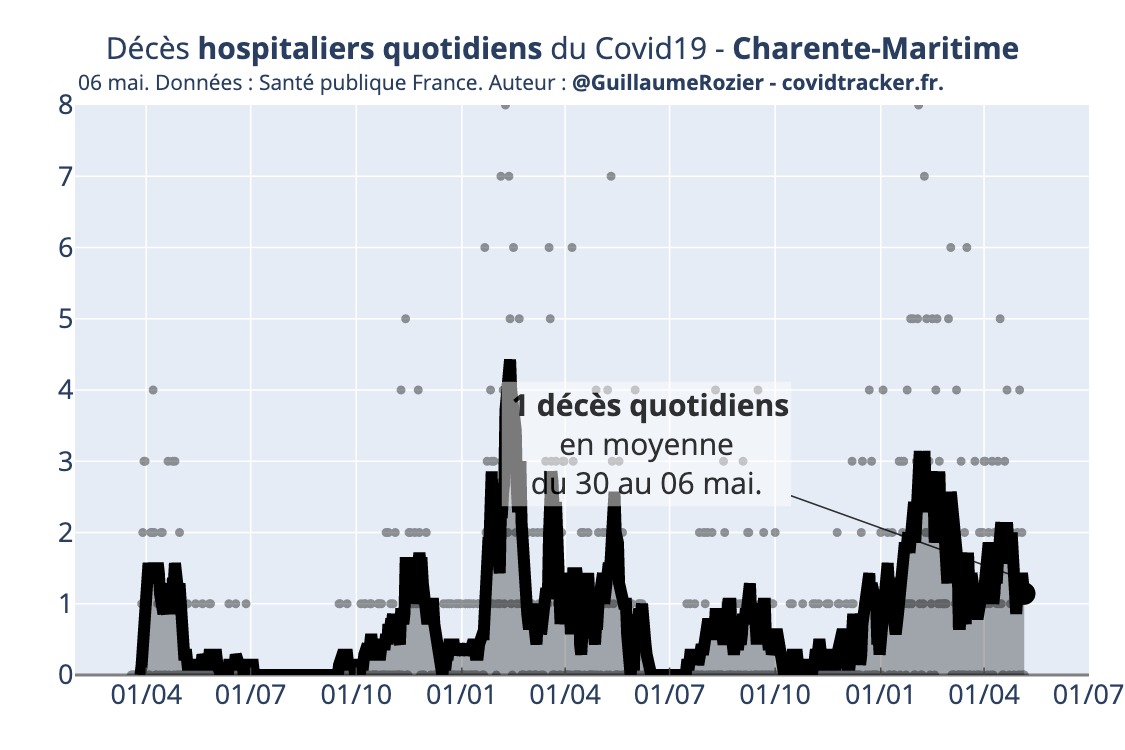 Décès hospitaliers quotidiens du Covid19 - Charente-Maritime
06 mai. Données : Santé publique France. Auteur : @GuillaumeRozier - covidtracker.fr.
8
7
6
5
4
1 décès quotidiens
en moyenne
3
du 30 au 06 mai.
2
1
0
01/04 01/07 01/10 01/01 01/04 01/07 01/10 01/01 01/04 01/07